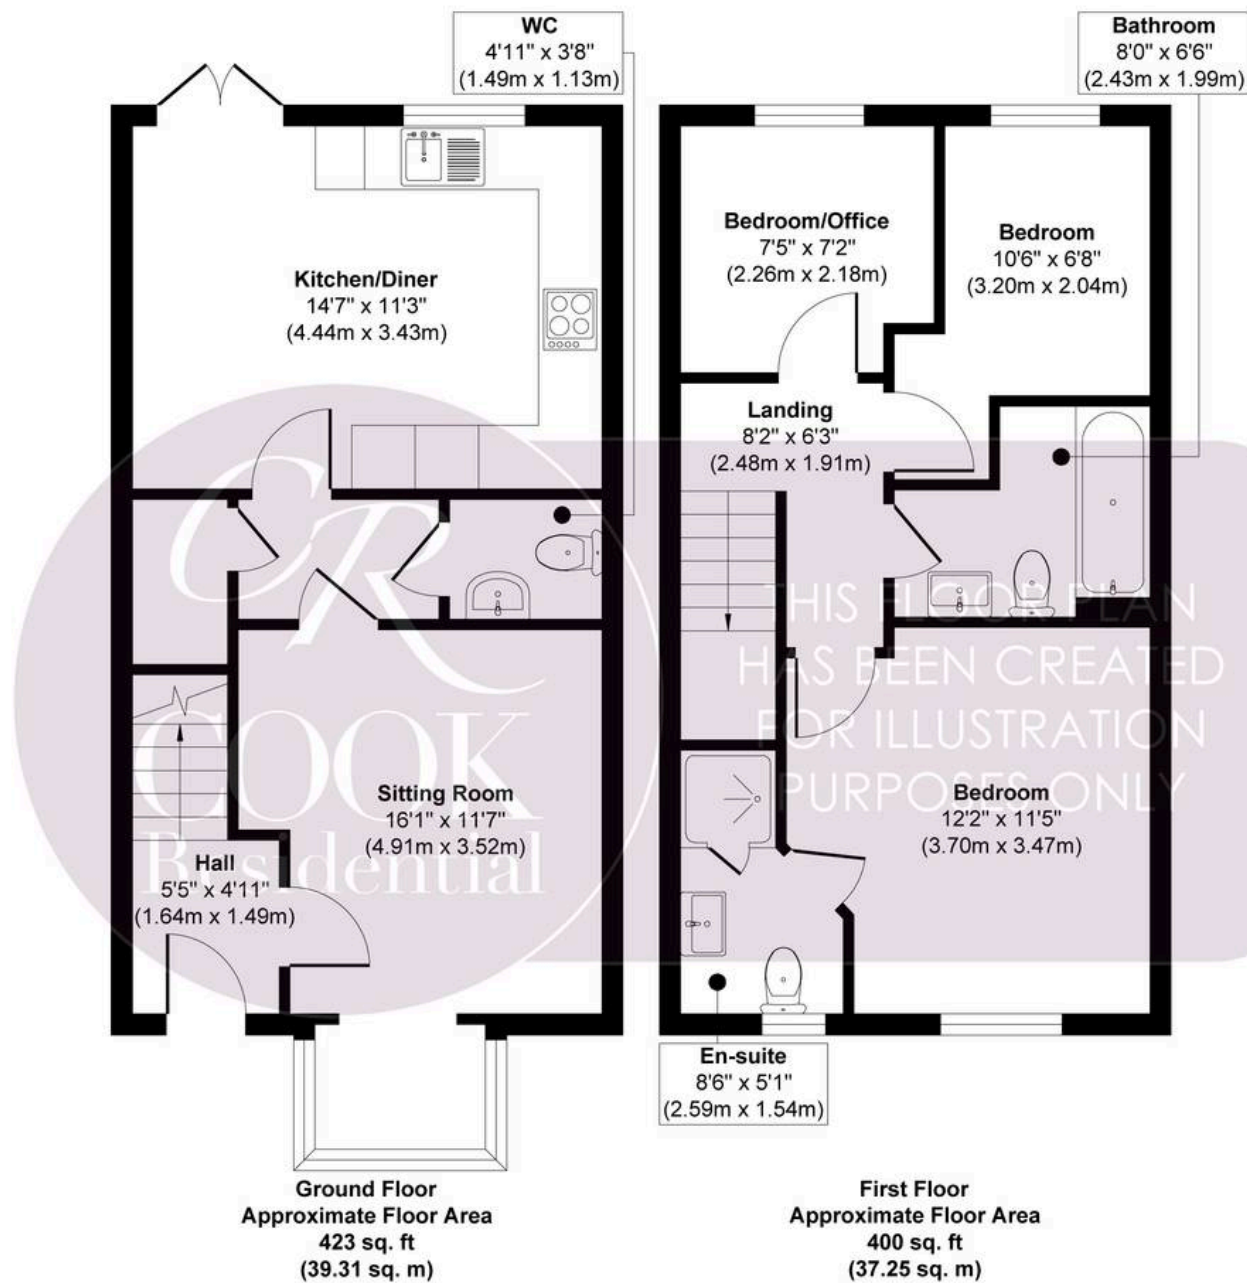 WC
4'11" x 3'8"
(1.49m x 1.13m)
Bathroom
8'0" x 6'6"
(2.43m x 1.99m)
Kitchen/Diner
14'7" x 11'3"
(4.44m x 3.43m)
Bedroom/Office
7'5" x 7'2"
(2.26m x 2.18m)
Bedroom
10'6" x 6'8"
(3.20m x 2.04m)
Landing
8'2" x 6'3"
(2.48m x 1.91m)
CR
COOK
Residential
THIS FLOOR PLAN
HAS BEEN CREATED
FOR ILLUSTRATION
PURPOSES ONLY
Sitting Room
16'1" x 11'7"
(4.91m x 3.52m)
Hall
5'5" x 4'11"
(1.64m x 1.49m)
Bedroom
12'2" x 11'5"
(3.70m x 3.47m)
En-suite
8'6" x 5'1"
(2.59m x 1.54m)
Ground Floor
Approximate Floor Area
423 sq. ft
(39.31 sq. m)
First Floor
Approximate Floor Area
400 sq. ft
(37.25 sq. m)